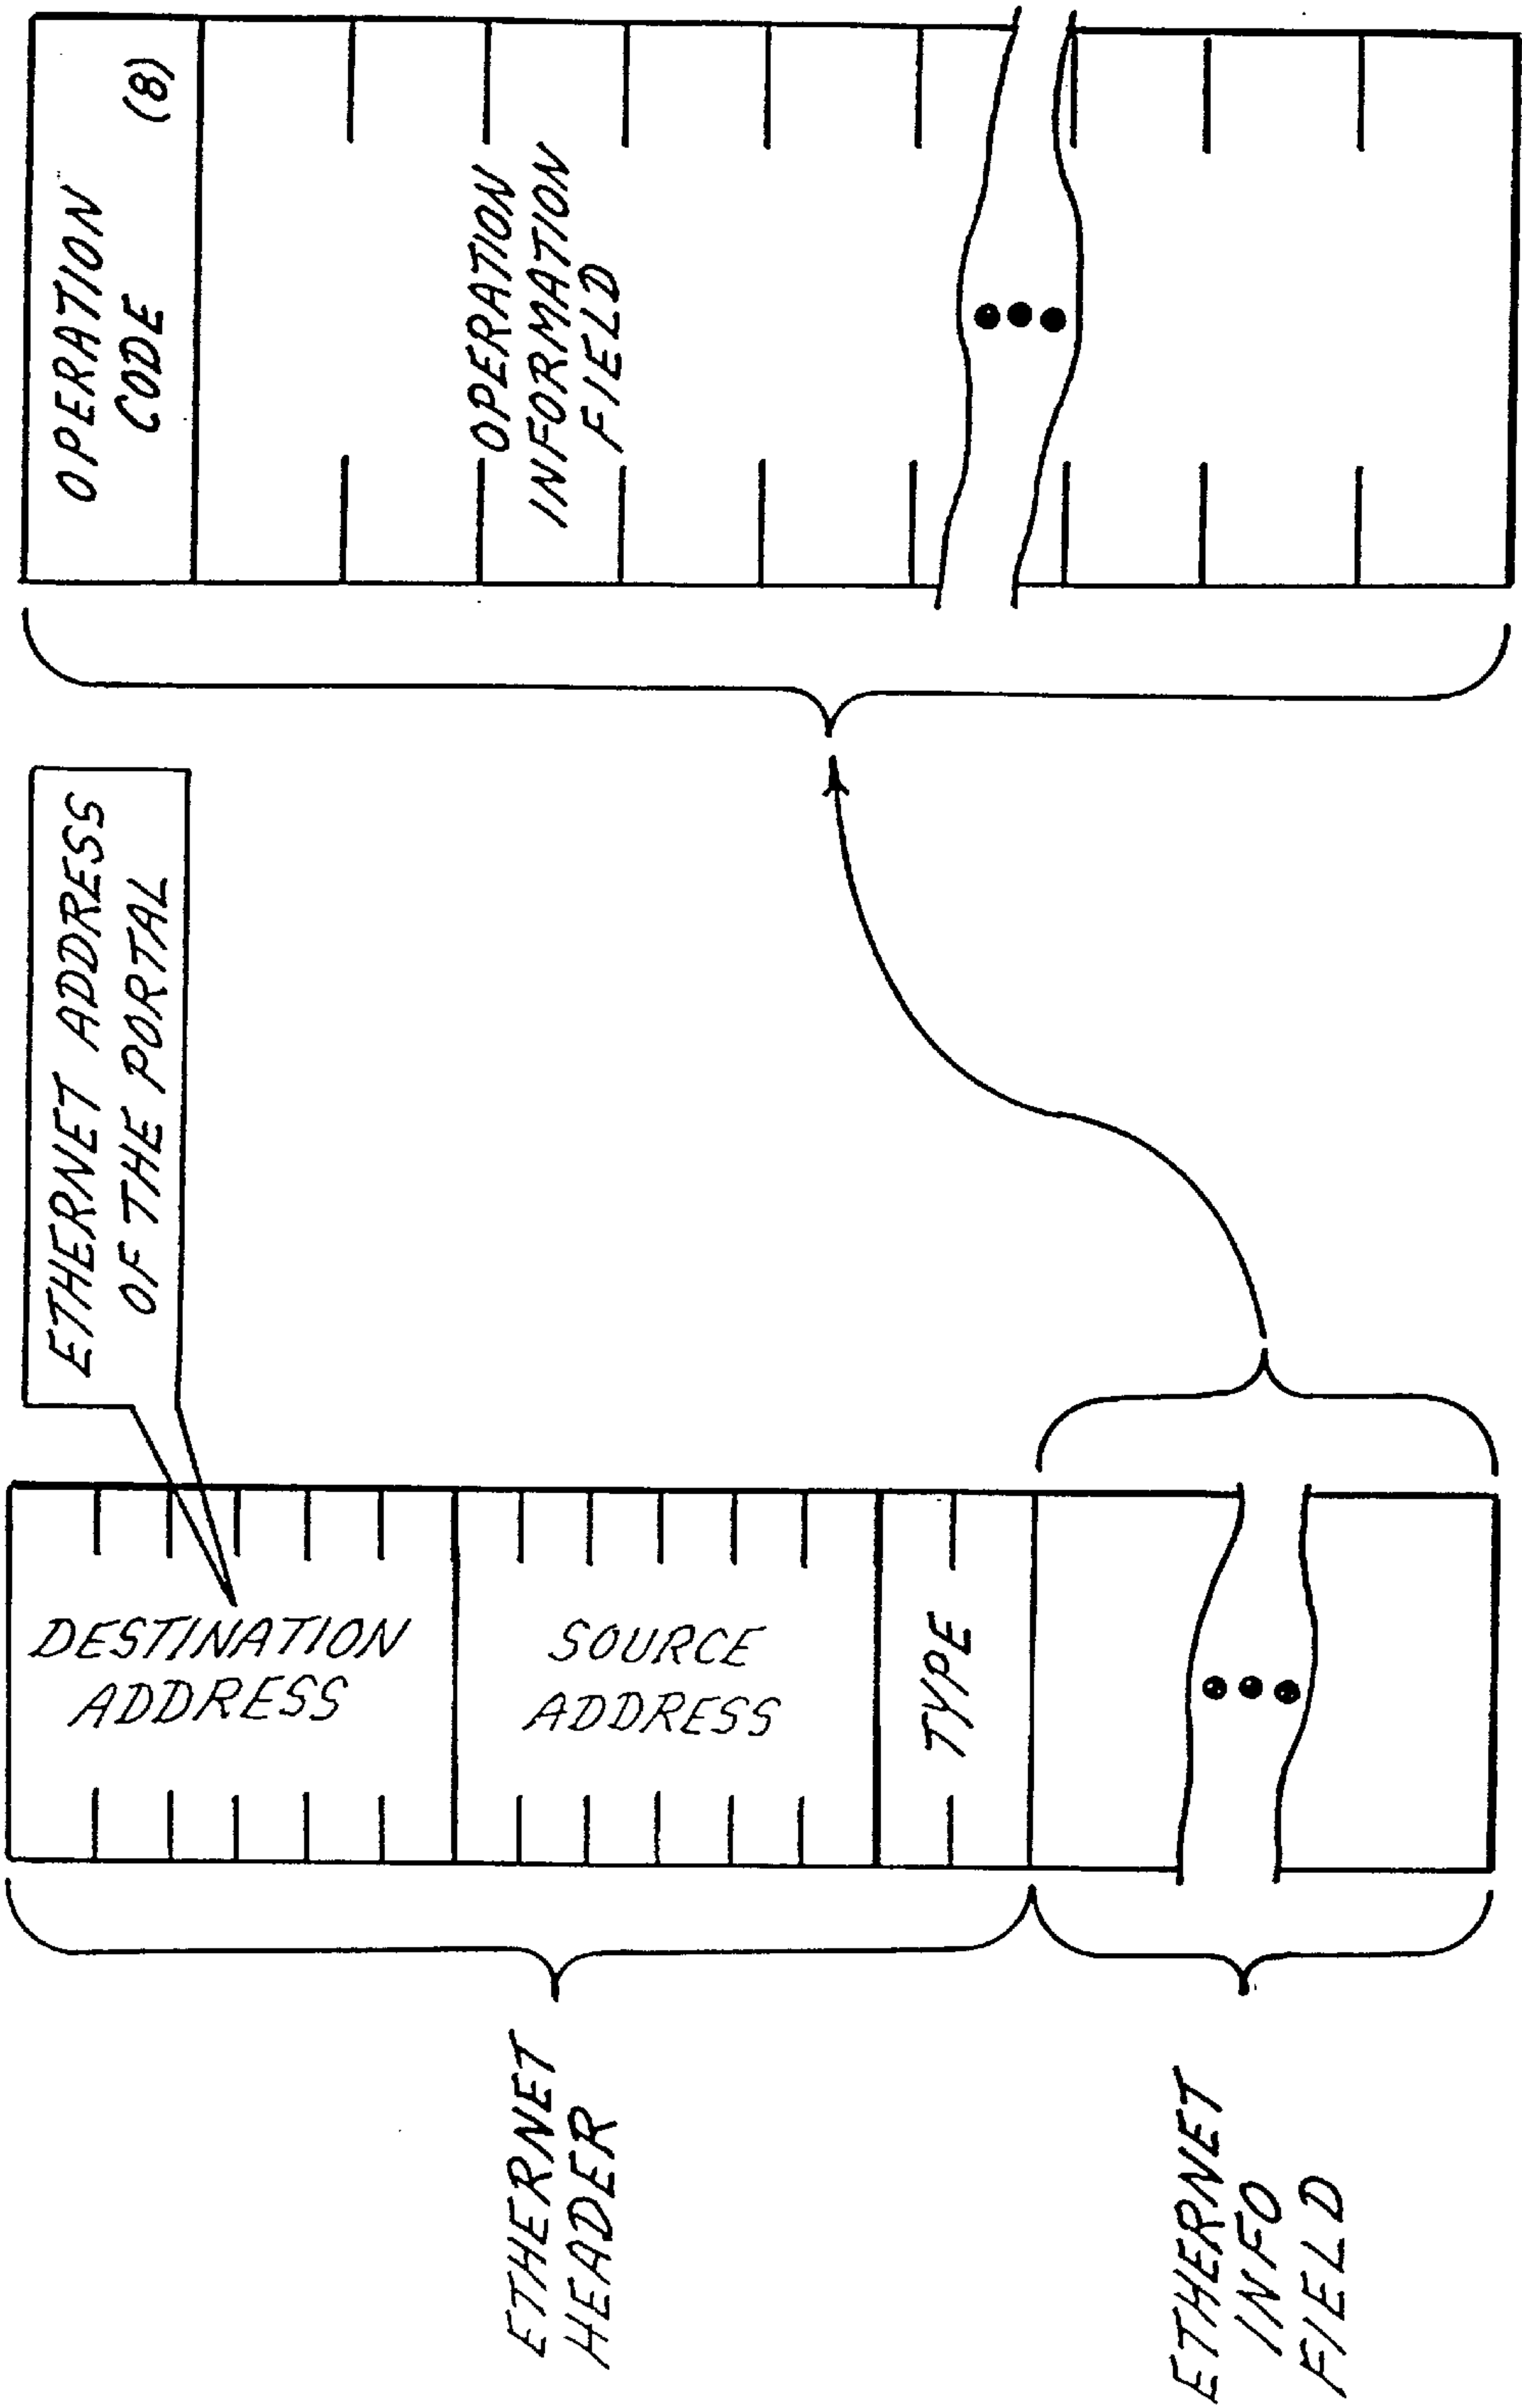 ETHERNET
HEADER
ETHERNET
INFO
FIELD
DESTINATION
ADDRESS
SOURCE
ADDRESS
TYPE
ETHERNET ADDRESS
OF THE PORTAL
OPERATION
CODE (8)
OPERATION
INFORMATION
FIELD